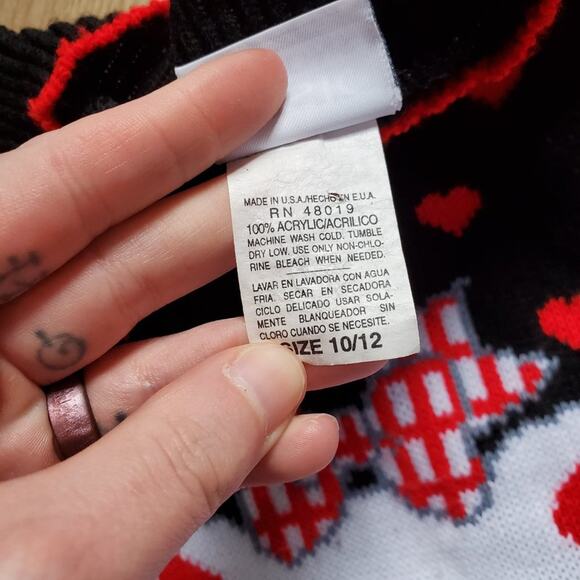 MADE IN U.S.A./HECHO EN E.U.A.
RN 48019
100% ACRYLIC/ACRILICO
MACHINE WASH COLD. TUMBLE
DRY LOW. USE ONLY NON-CHLO-
RINE BLEACH WHEN NEEDED.
LAVAR EN LAVADORA CON AGUA
FRIA. SECAR EN SECADORA
CICLO DELICADO USAR SOLA-
MENTE BLANQUEADOR SIN
CLORO CUANDO SE NECESITE.
SIZE 10/12